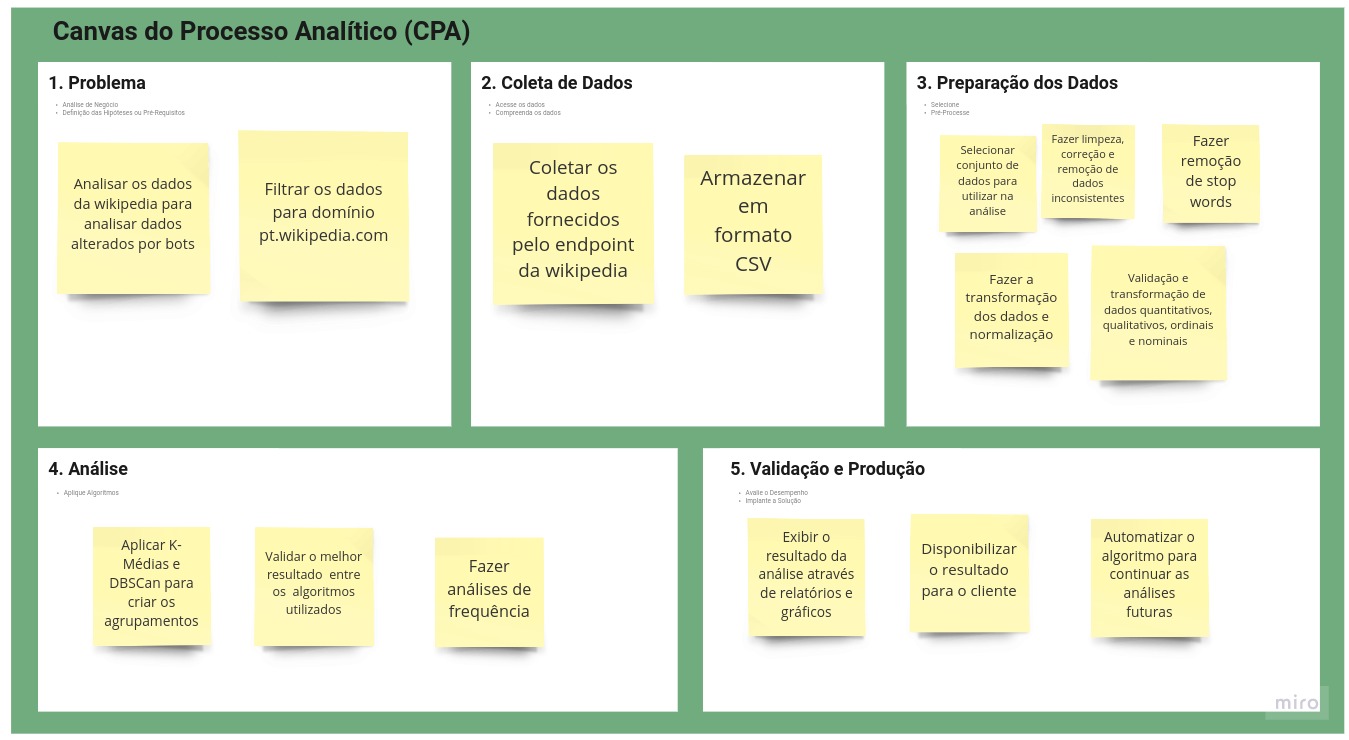 Canvas do Processo Analítico (CPA)
1. Problema
• Análise de Negócio
• Definição das Hipóteses ou Pré-Requisitos
Analisar os dados
da wikipedia para
analisar dados
alterados por bots
Filtrar os dados
para domínio
pt.wikipedia.com
2. Coleta de Dados
• Acesse os dados
• Compreenda os dados
Coletar os
dados
fornecidos
pelo endpoint
da wikipedia
Armazenar
em
formato
CSV
3. Preparação dos Dados
• Selecione
• Pré-Processe
Selecionar
conjunto de
dados para
utilizar na
análise
Fazer limpeza,
correção e
remoção de
dados
inconsistentes
Fazer
remoção
de stop
words
Fazer a
transformação
dos dados e
normalização
Validação e
transformação de
dados quantitativos,
qualitativos, ordinais
e nominais
4. Análise
• Aplique Algoritmos
Aplicar K-
Médias e
DBSCan para
criar os
agrupamentos
Validar o melhor
resultado entre
os algoritmos
utilizados
Fazer
análises de
frequência
5. Validação e Produção
• Avalie o Desempenho
• Implante a Solução
Exibir o
resultado da
análise através
de relatórios e
gráficos
Disponibilizar
o resultado
para o cliente
Automatizar o
algoritmo para
continuar as
análises
futuras
miro